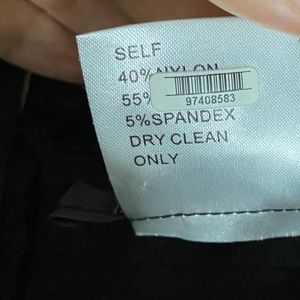 SELF
40%NYLON
55%
97408583
5%SPANDEX
DRY CLEAN
ONLY